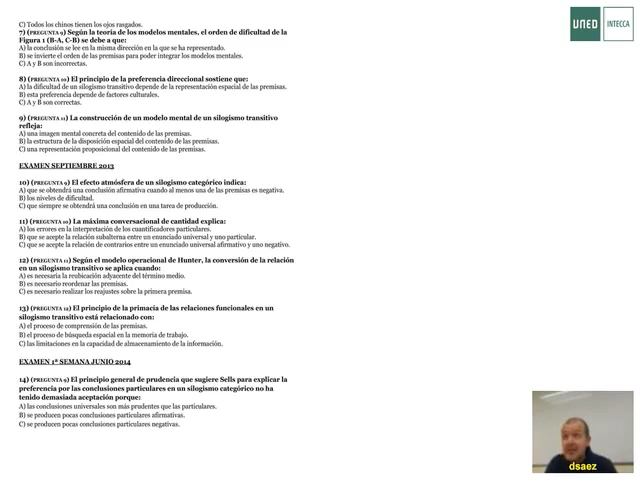 C) Todos los chinos tienen los ojos rasgados.
7) (PREGUNTA 9) Según la teoría de los modelos mentales, el orden de dificultad de la
Figura 1 (B-A, C-B) se debe a que:
A) la conclusión se lee en la misma dirección en la que se ha representado.
B) se invierte el orden de las premisas para poder integrar los modelos mentales.
C) A y B son incorrectas.
8) (PREGUNTA 10) El principio de la preferencia direccional sostiene que:
A) la dificultad de un silogismo transitivo depende de la representación espacial de las premisas.
B) esta preferencia depende de factores culturales.
C) A y B son correctas.
9) (PREGUNTA 11) La construcción de un modelo mental de un silogismo transitivo
refleja:
A) una imagen mental concreta del contenido de las premisas.
B) la estructura de la disposición espacial del contenido de las premisas.
C) una representación proposicional del contenido de las premisas.
EXAMEN SEPTIEMBRE 2013
10) (PREGUNTA 9) El efecto atmósfera de un silogismo categórico indica:
A) que se obtendrá una conclusión afirmativa cuando al menos una de las premisas es negativa.
B) los niveles de dificultad.
C) que siempre se obtendrá una conclusión en una tarea de producción.
11) (PREGUNTA 10) La máxima conversacional de cantidad explica:
A) los errores en la interpretación de los cuantificadores particulares.
B) que se acepte la relación subalterna entre un enunciado universal y uno particular.
C) que se acepte la relación de contrarios entre un enunciado universal afirmativo y uno negativo.
12) (PREGUNTA 11) Según el modelo operacional de Hunter, la conversión de la relación
en un silogismo transitivo se aplica cuando:
A) es necesaria la reubicación adyacente del término medio.
B) es necesario reordenar las premisas.
C) es necesario realizar los reajustes sobre la primera premisa.
13) (PREGUNTA 12) El principio de la primacía de las relaciones funcionales en un
silogismo transitivo está relacionado con:
A) el proceso de comprensión de las premisas.
B) el proceso de búsqueda espacial en la memoria de trabajo.
C) las limitaciones en la capacidad de almacenamiento de la información.
EXAMEN 1ª SEMANA JUNIO 2014
14) (PREGUNTA 9) El principio general de prudencia que sugiere Sells para explicar la
preferencia por las conclusiones particulares en un silogismo categórico no ha
tenido demasiada aceptación porque:
A) las conclusiones universales son más prudentes que las particulares.
B) se producen pocas conclusiones particulares afirmativas.
C) se producen pocas conclusiones particulares negativas.
UNED
INTECCA
dsaez